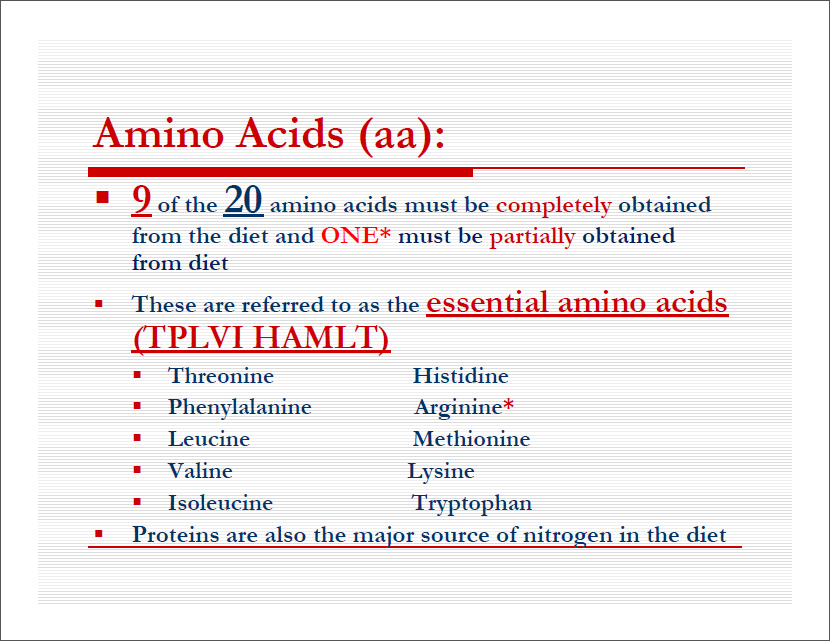 Amino Acids (aa):
9 of the 20 amino acids must be completely obtained
from the diet and ONE* must be partially obtained
from diet
These are referred to as the essential amino acids
(TPLVI HAMLT)
Threonine Histidine
Phenylalanine Arginine*
Leucine Methionine
Valine Lysine
Isoleucine Tryptophan
Proteins are also the major source of nitrogen in the diet